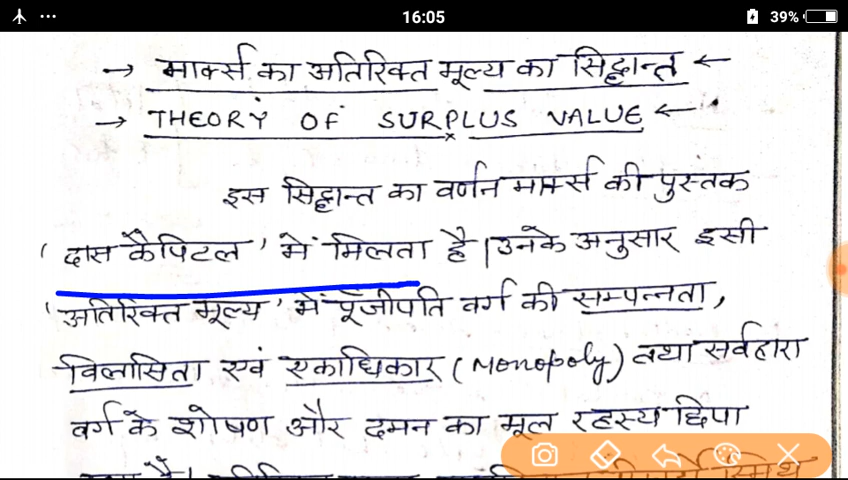 16:05
39%
→ मार्क्स का अतिरिक्त मूल्य का सिद्धान्त ←
→ THEORY OF SURPLUS VALUE ←
इस सिद्धान्त का वर्णन मार्क्स की पुस्तक
'दास कैपिटल' में मिलता है। उनके अनुसार इसी
'अतिरिक्त मूल्य' में पूँजीपति वर्ग की सम्पन्नता,
विलासिता एवं एकाधिकार (Monopoly) तथा सर्वहारा
वर्ग के शोषण और दमन का मूल रहस्य छिपा